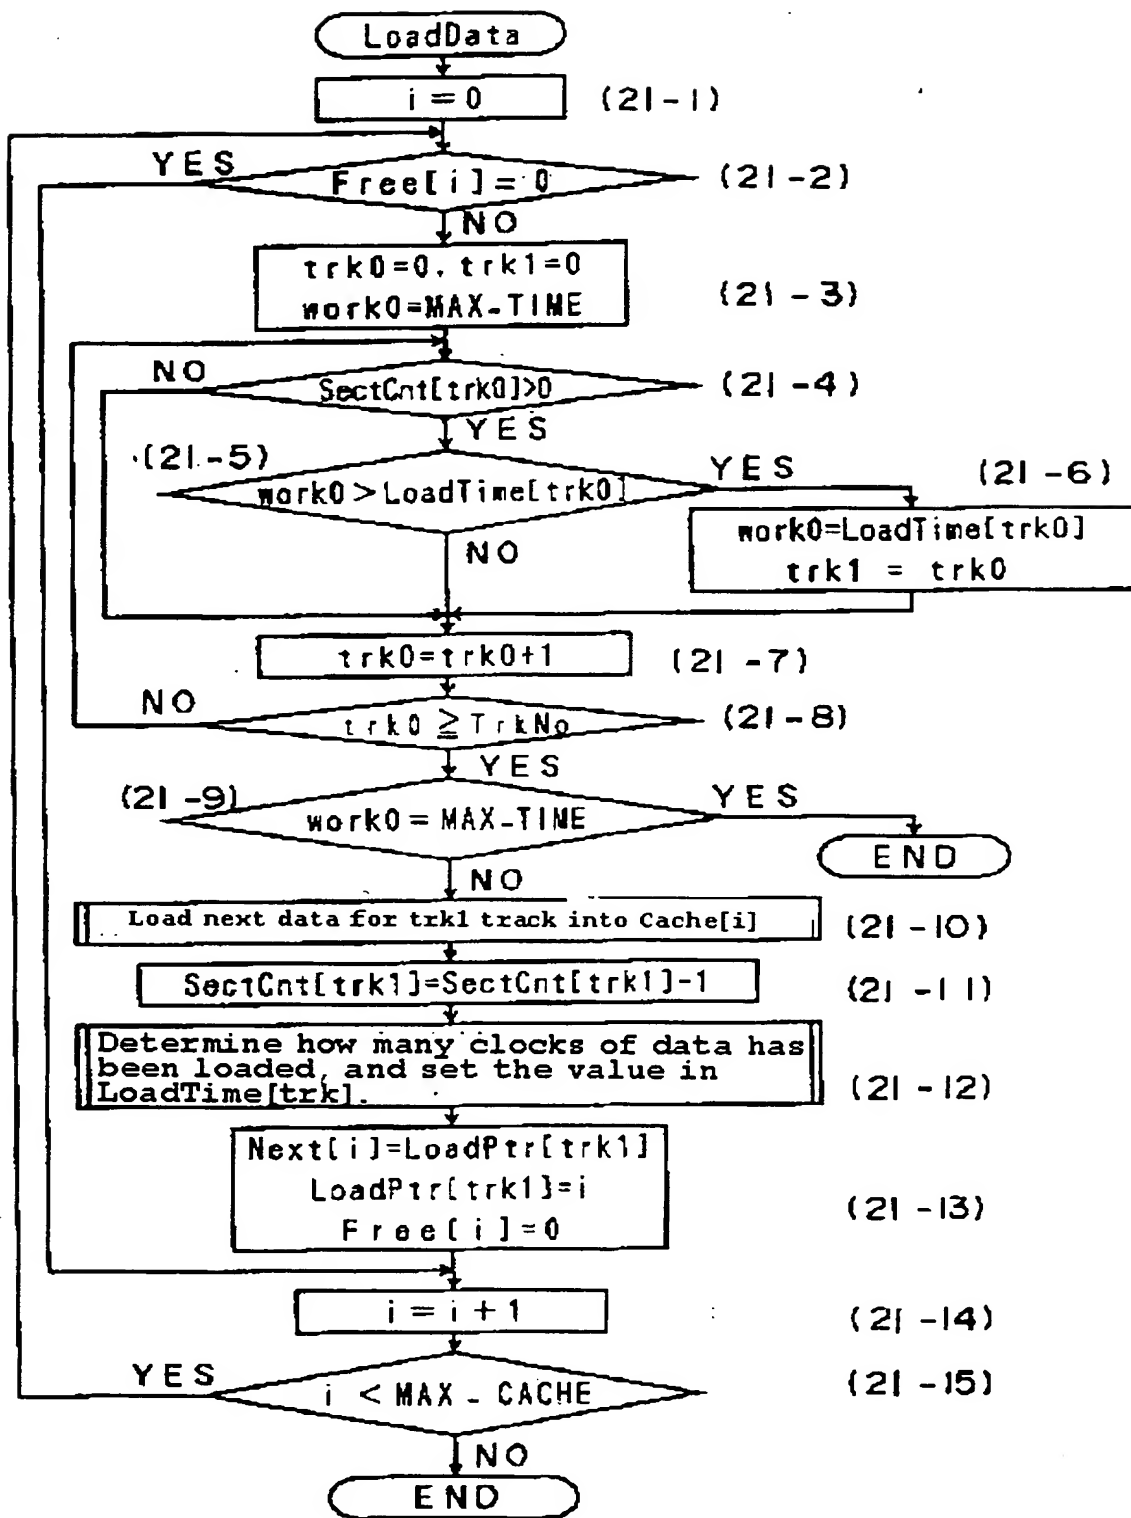 LoadData
i = 0
(21-1)
YES
Free[i] = 0
(21-2)
NO
trk0=0, trk1=0
work0=MAX-TIME
(21-3)
NO
SectCnt[trk0]>0
(21-4)
YES
(21-5)
work0 > LoadTime[trk0]
YES
(21-6)
work0=LoadTime[trk0]
trk1 = trk0
NO
trk0=trk0+1
(21-7)
NO
trk0 ≧ TrkNo
(21-8)
YES
(21-9)
work0 = MAX-TIME
YES
END
NO
Load next data for trk1 track into Cache[i]
(21-10)
SectCnt[trk1]=SectCnt[trk1]-1
(21-11)
Determine how many clocks of data has
been loaded, and set the value in
LoadTime[trk].
(21-12)
Next[i]=LoadPtr[trk1]
LoadPtr[trk1]=i
Free[i]=0
(21-13)
i = i + 1
(21-14)
YES
i < MAX - CACHE
(21-15)
NO
END